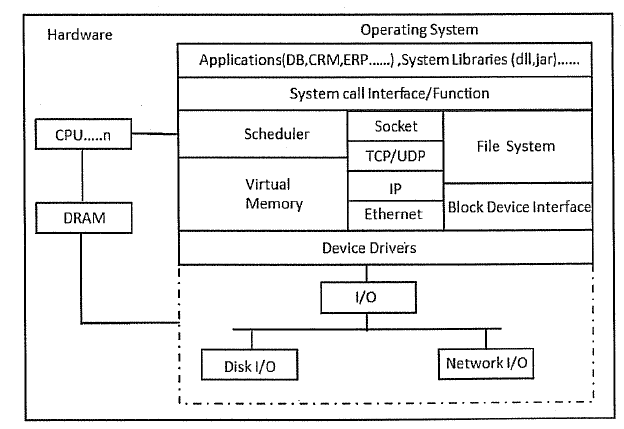 Hardware
Operating System
Applications(DB,CRM,ERP......) ,System Libraries (dll,jar)......
System call Interface/Function
CPU.....n
Scheduler
Socket
TCP/UDP
File System
DRAM
Virtual
Memory
IP
Ethernet
Block Device Interface
Device Drivers
I/O
Disk I/O
Network I/O